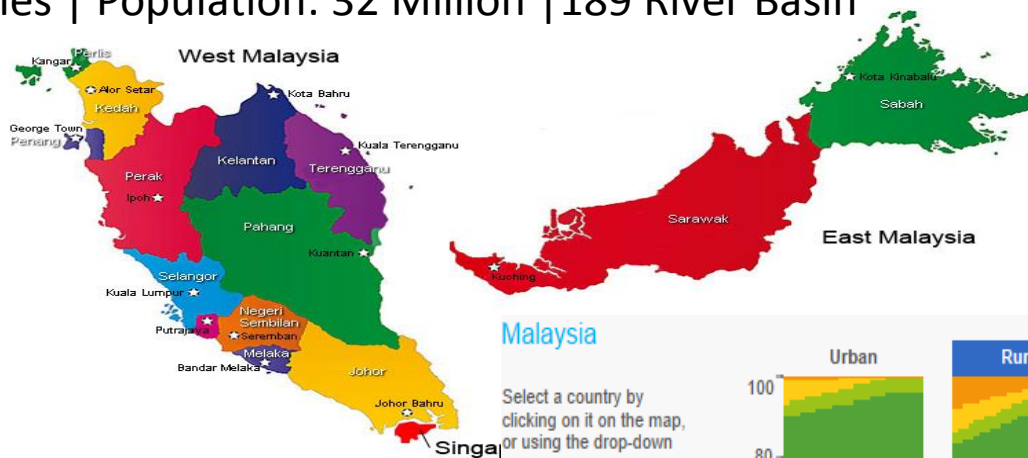 | Population: 32 Million |189 River Basin
West Malaysia
Perlis
Kangar
Alor Setar
Kedah
Kota Bahru
George Town
Penang
Kuala Terengganu
Kelantan
Terengganu
Perak
Ipoh
Pahang
Kuantan
Selangor
Kuala Lumpur
Negeri
Sembilan
Putrajaya
Seremban
Melaka
Bandar Melaka
Johor
Johor Bahru
Kota Kinabalu
Sabah
Sarawak
East Malaysia
Kuching
Malaysia
Select a country by
clicking on it on the map,
or using the drop-down
Urban
100
80